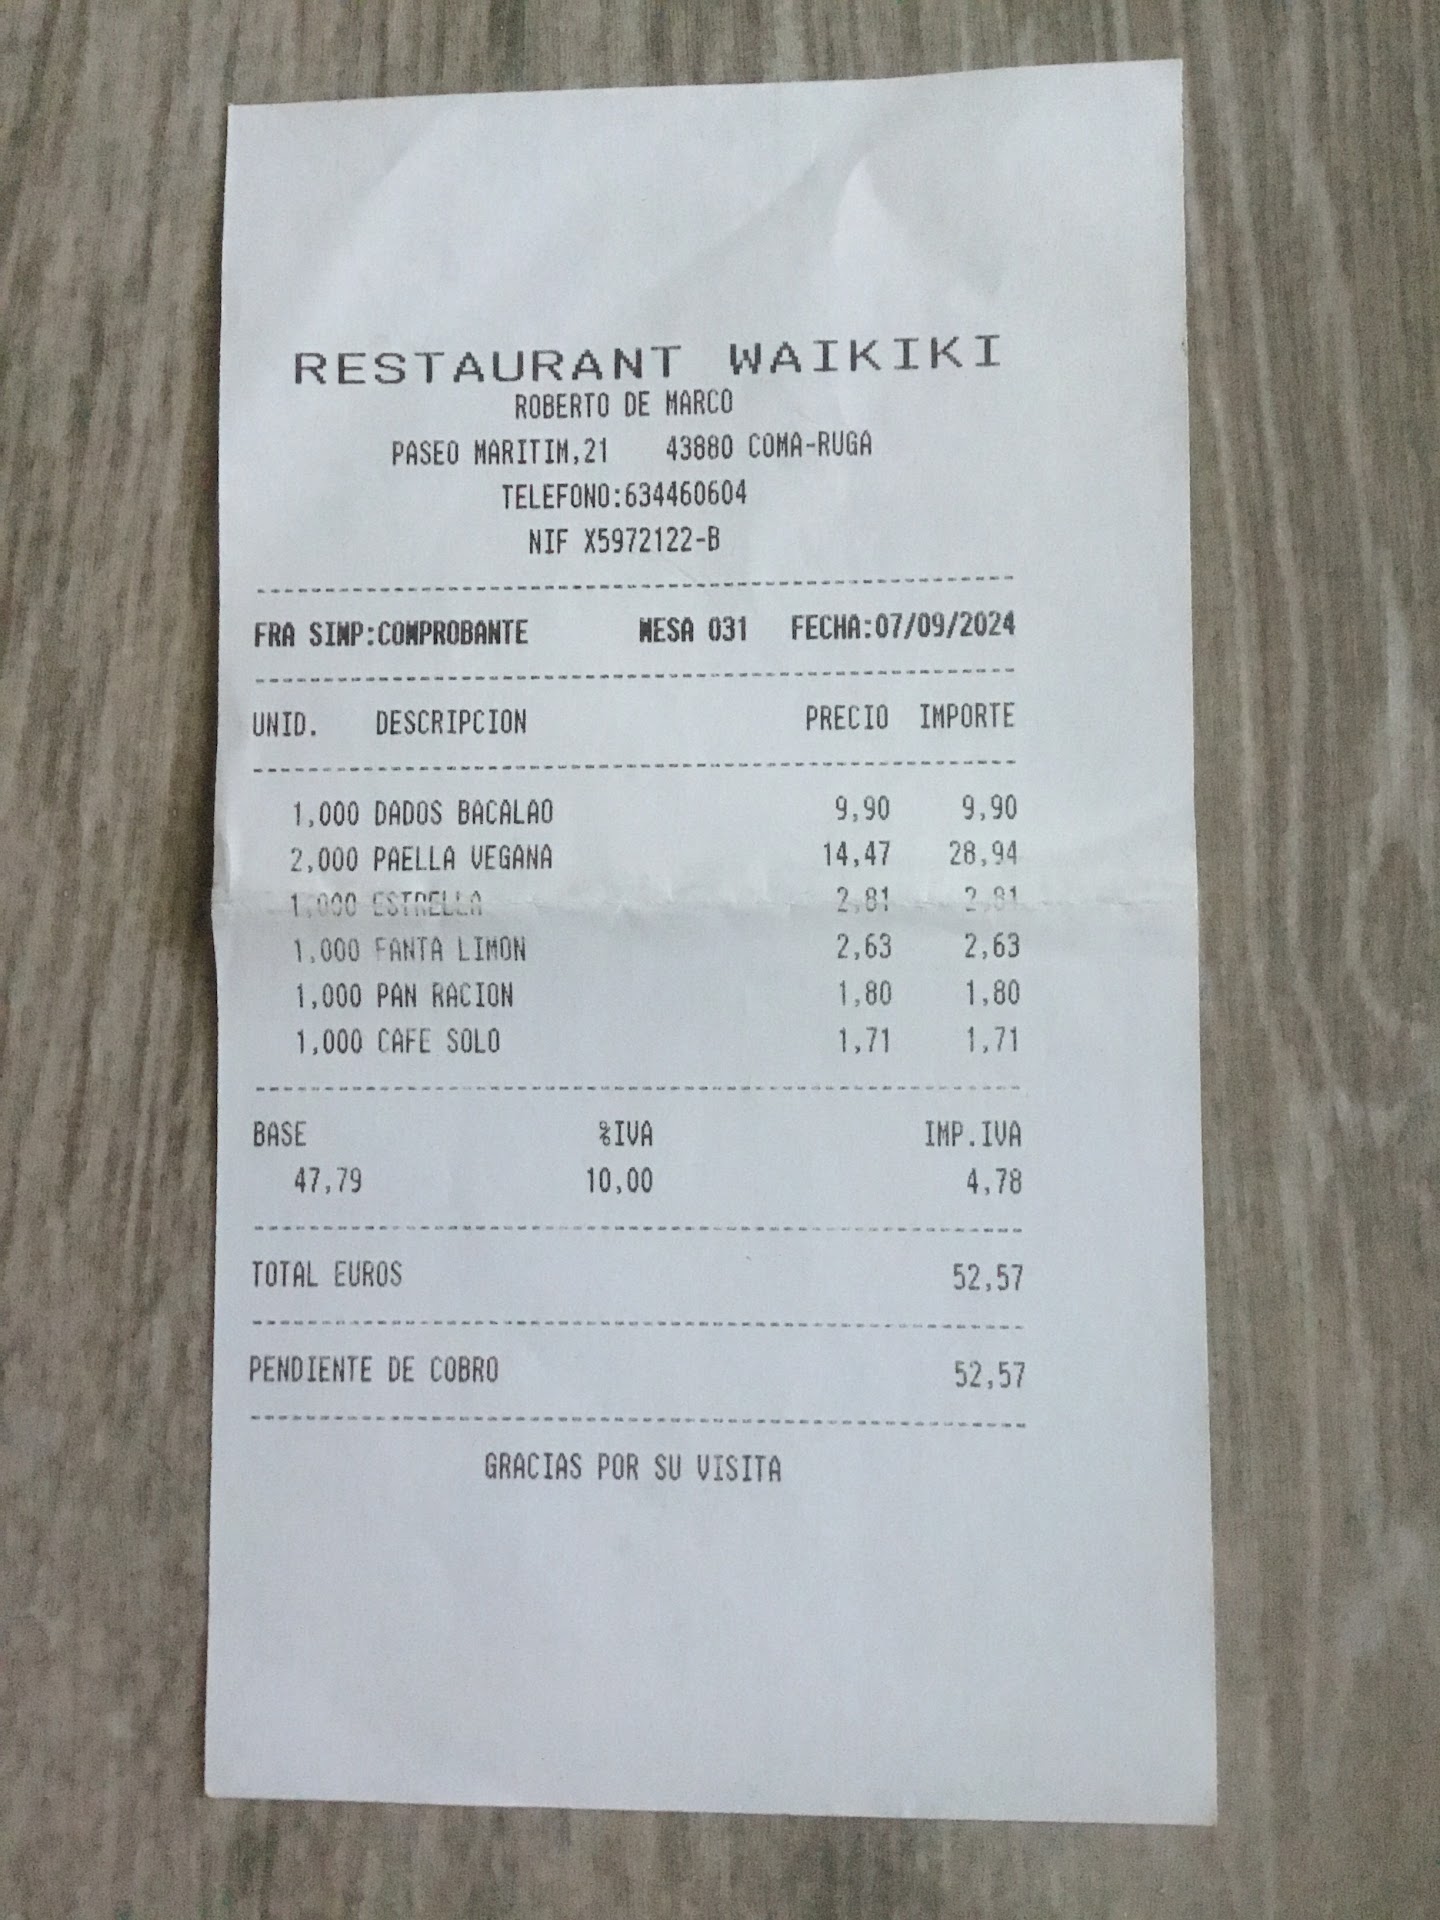 RESTAURANT WAIKIKI
ROBERTO DE MARCO
PASEO MARITIM,21 43880 COMA-RUGA
TELEFONO:634460604
NIF X5972122-B
FRA SIMP:COMPROBANTE MESA 031 FECHA:07/09/2024
UNID. DESCRIPCION PRECIO IMPORTE
1,000 DADOS BACALAO 9,90 9,90
2,000 PAELLA VEGANA 14,47 28,94
1,000 ESTRELLA 2,81 2,81
1,000 FANTA LIMON 2,63 2,63
1,000 PAN RACION 1,80 1,80
1,000 CAFE SOLO 1,71 1,71
BASE %IVA IMP.IVA
47,79 10,00 4,78
TOTAL EUROS 52,57
PENDIENTE DE COBRO 52,57
GRACIAS POR SU VISITA